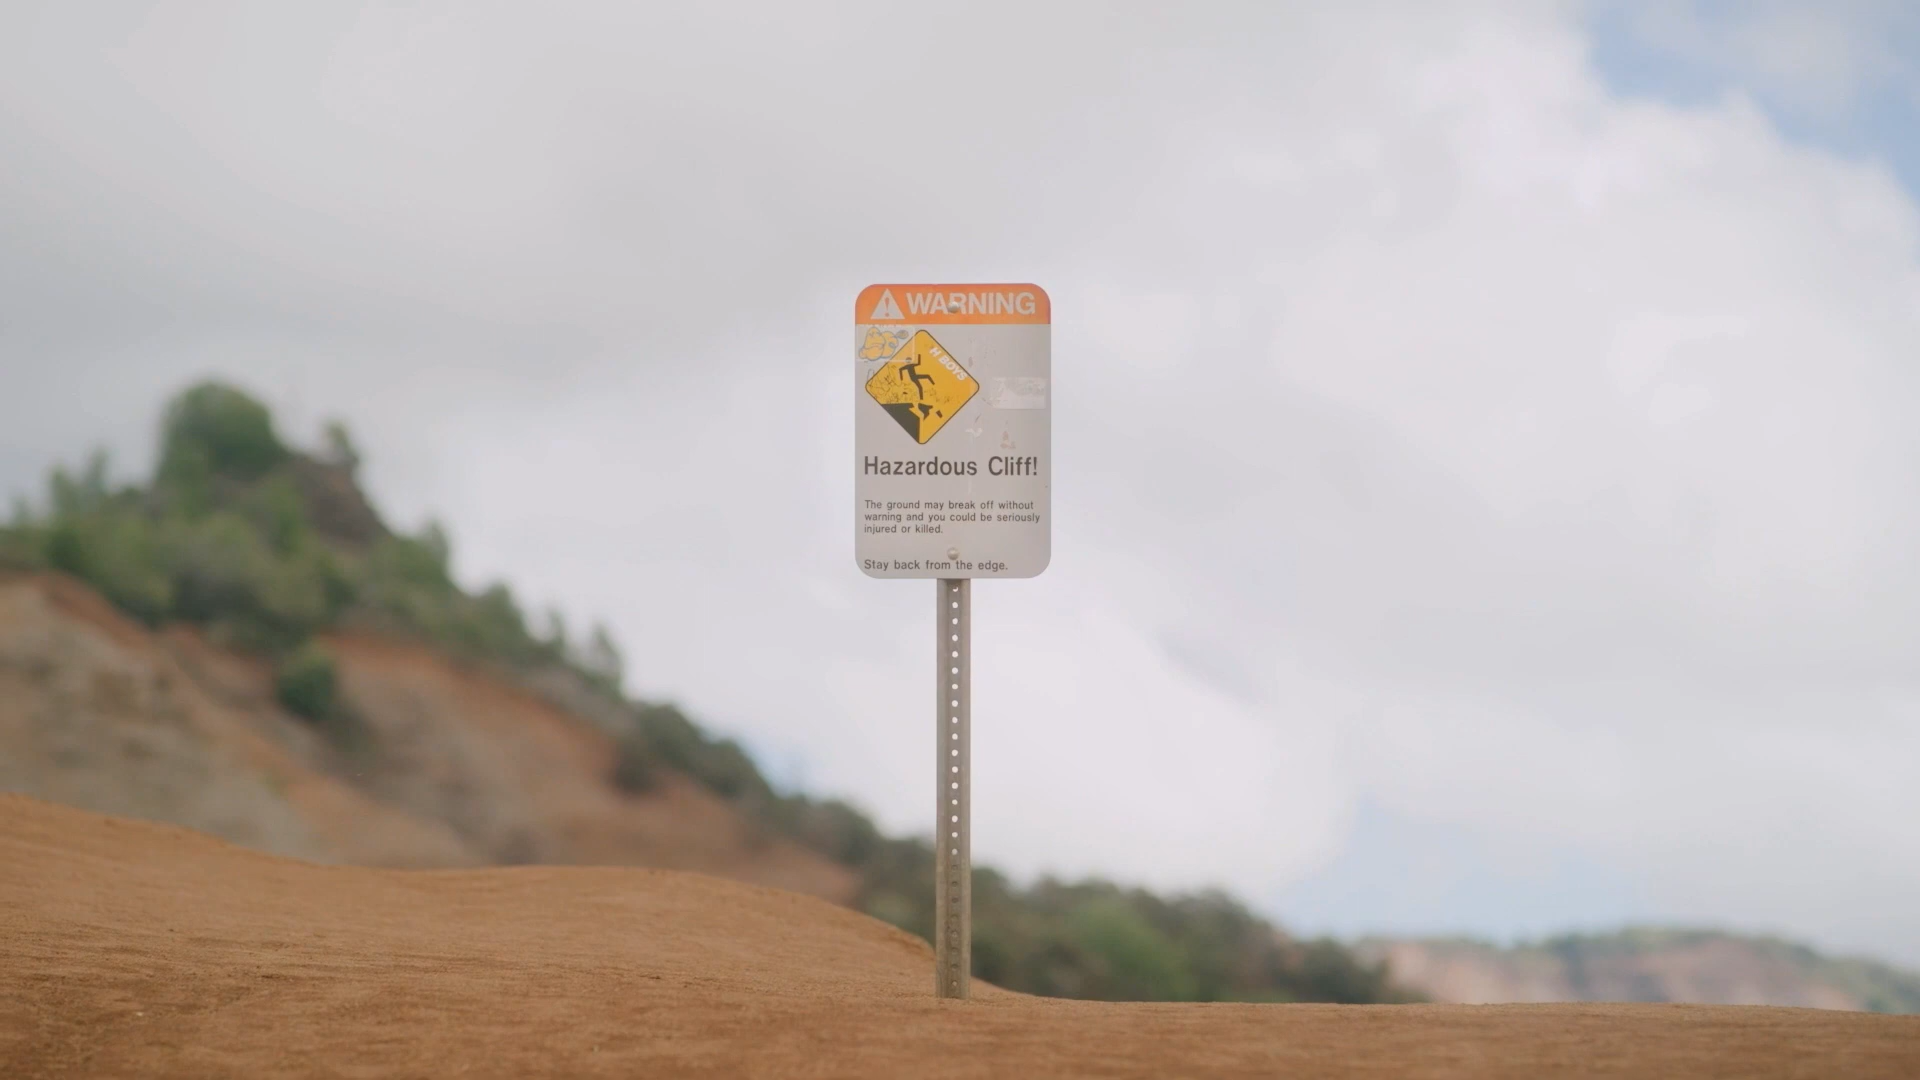 WARNING
H BOYS
Hazardous Cliff!
The ground may break off without
warning and you could be seriously
injured or killed.
Stay back from the edge.